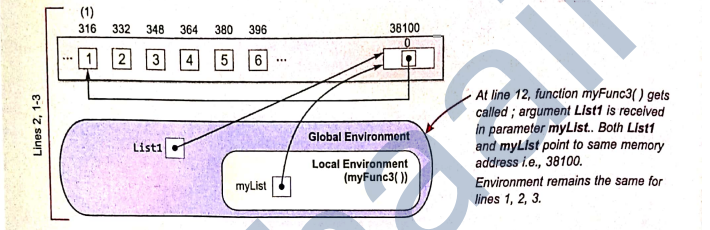 (1)
316 332 348 364 380 396 38100
0
... 1 2 3 4 5 6 ...
Lines 2, 1-3
List1
Global Environment
Local Environment
(myFunc3( ))
myList
At line 12, function myFunc3( ) gets
called ; argument List1 is received
in parameter myList.. Both List1
and myList point to same memory
address i.e., 38100.
Environment remains the same for
lines 1, 2, 3.